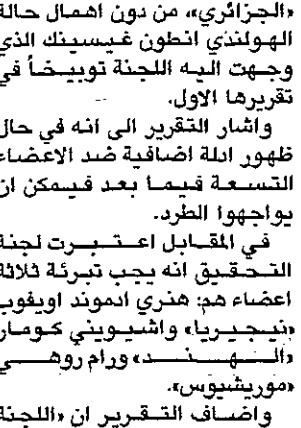 «الجزائري»، من دون اهمال حالة
الهولندي انطون غيسينك الذي
وجهت اليه اللجنة توبيخاً في
تقريرها الاول.
واشار التقرير الى انه في حال
ظهور ادلة اضافية ضد الاعضاء
التسعة فيما بعد فيمكن ان
يواجهوا الطرد.
في المقابل اعتبرت لجنة
التحقيق انه يجب تبرئة ثلاثة
اعضاء هم: هنري ادموند اويفوب
«نيجيريا» واشيويني كومار
«الهند» ورام روهي
«موريشيوس».
واضاف التقرير ان «اللجنة